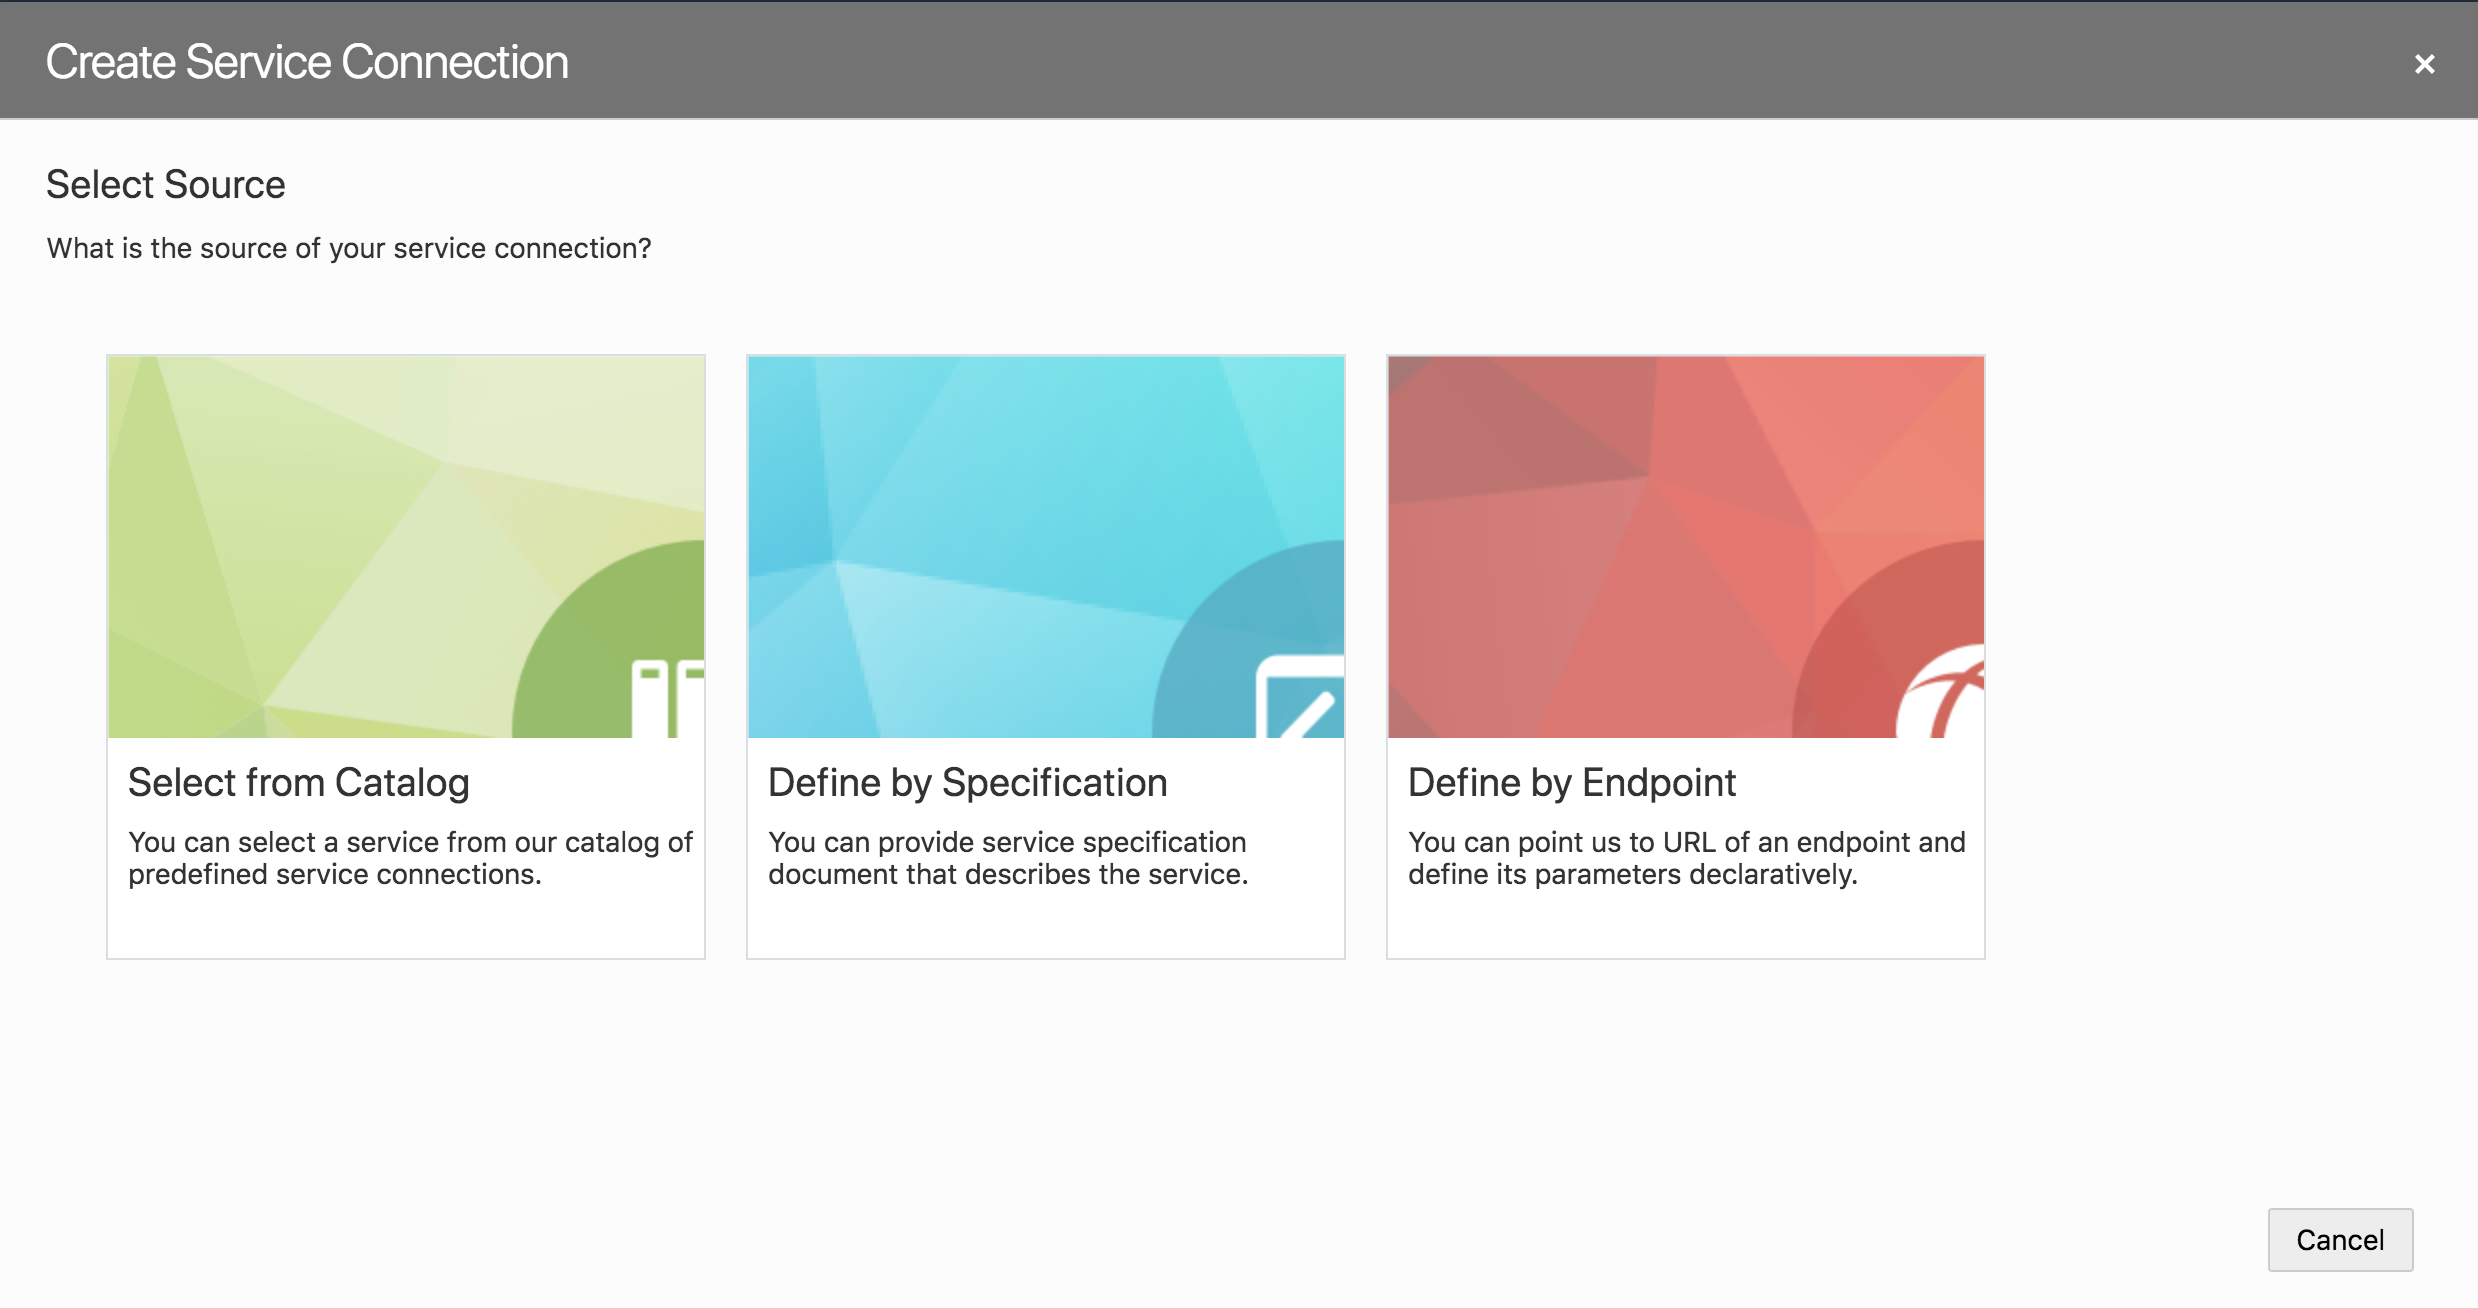 Create Service Connection
Select Source
What is the source of your service connection?
Select from Catalog
You can select a service from our catalog of
predefined service connections.
Define by Specification
You can provide service specification
document that describes the service.
Define by Endpoint
You can point us to URL of an endpoint and
define its parameters declaratively.
Cancel